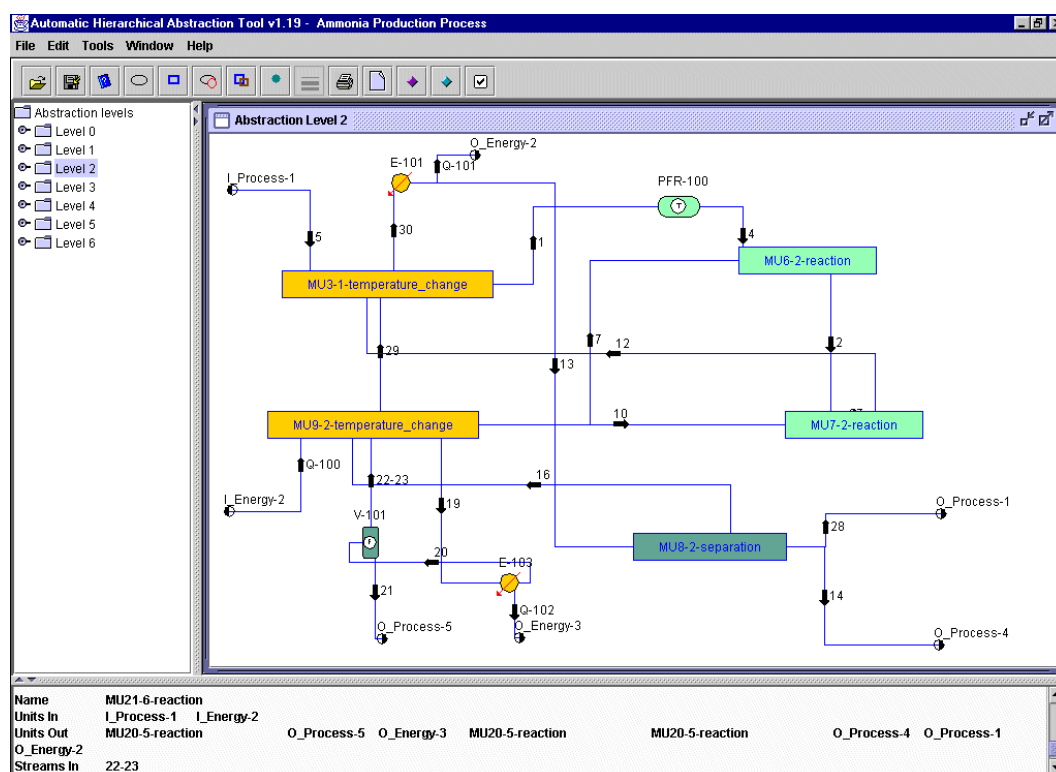 Automatic Hierarchical Abstraction Tool v1.19 - Ammonia Production Process
File Edit Tools Window Help
Abstraction levels
Level 0
Level 1
Level 2
Level 3
Level 4
Level 5
Level 6
Abstraction Level 2
O_Energy-2
E-101
Q-101
I_Process-1
PFR-100
T
5
30
1
4
MU6-2-reaction
MU3-1-temperature_change
7
12
2
29
13
MU9-2-temperature_change
10
MU7-2-reaction
Q-100
22-23
16
19
I_Energy-2
V-101
O_Process-1
28
F
20
E-103
MU8-2-separation
21
14
Q-102
O_Process-5
O_Energy-3
O_Process-4
Name MU21-6-reaction
Units In I_Process-1 I_Energy-2
Units Out MU20-5-reaction O_Process-5 O_Energy-3 MU20-5-reaction MU20-5-reaction O_Process-4 O_Process-1
O_Energy-2
Streams In 22-23